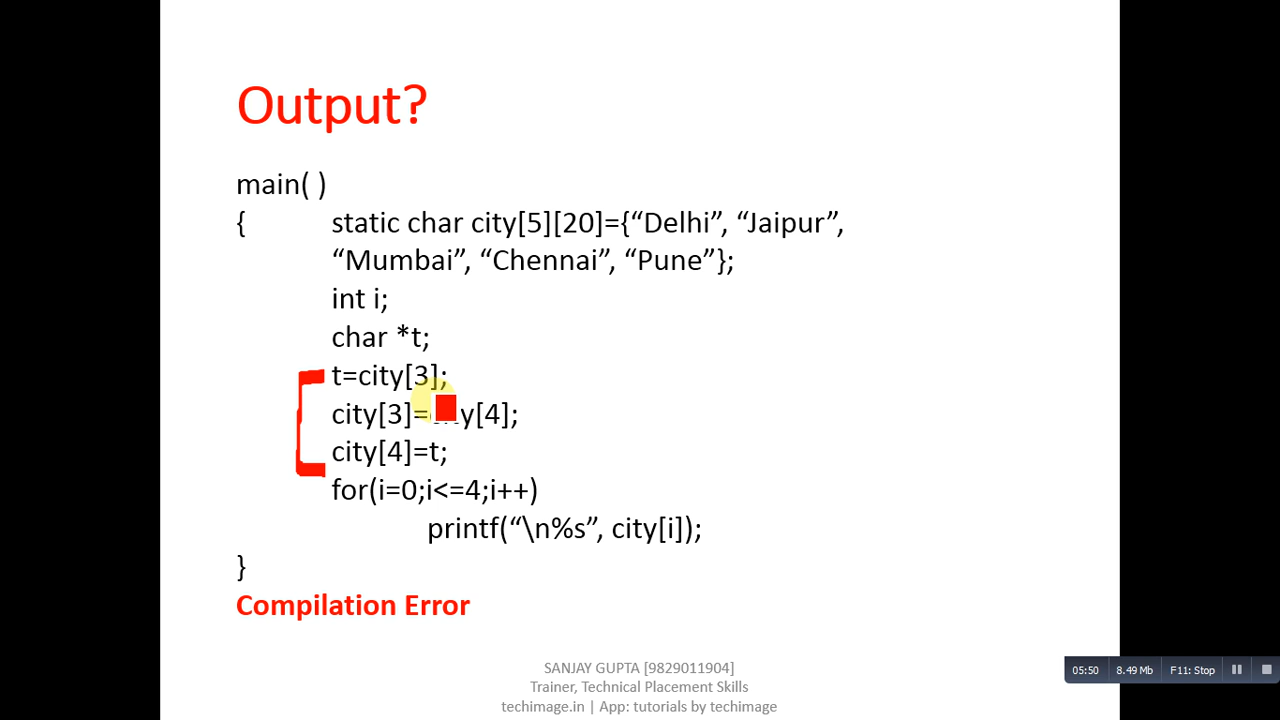 Output?
main( )
{ static char city[5][20]={“Delhi”, “Jaipur”,
“Mumbai”, “Chennai”, “Pune”};
int i;
char *t;
t=city[3];
city[3]=city[4];
city[4]=t;
for(i=0;i<=4;i++)
printf(“\n%s”, city[i]);
}
Compilation Error
SANJAY GUPTA [9829011904]
Trainer, Technical Placement Skills
techimage.in | App: tutorials by techimage
05:50 8.49 Mb F11: Stop